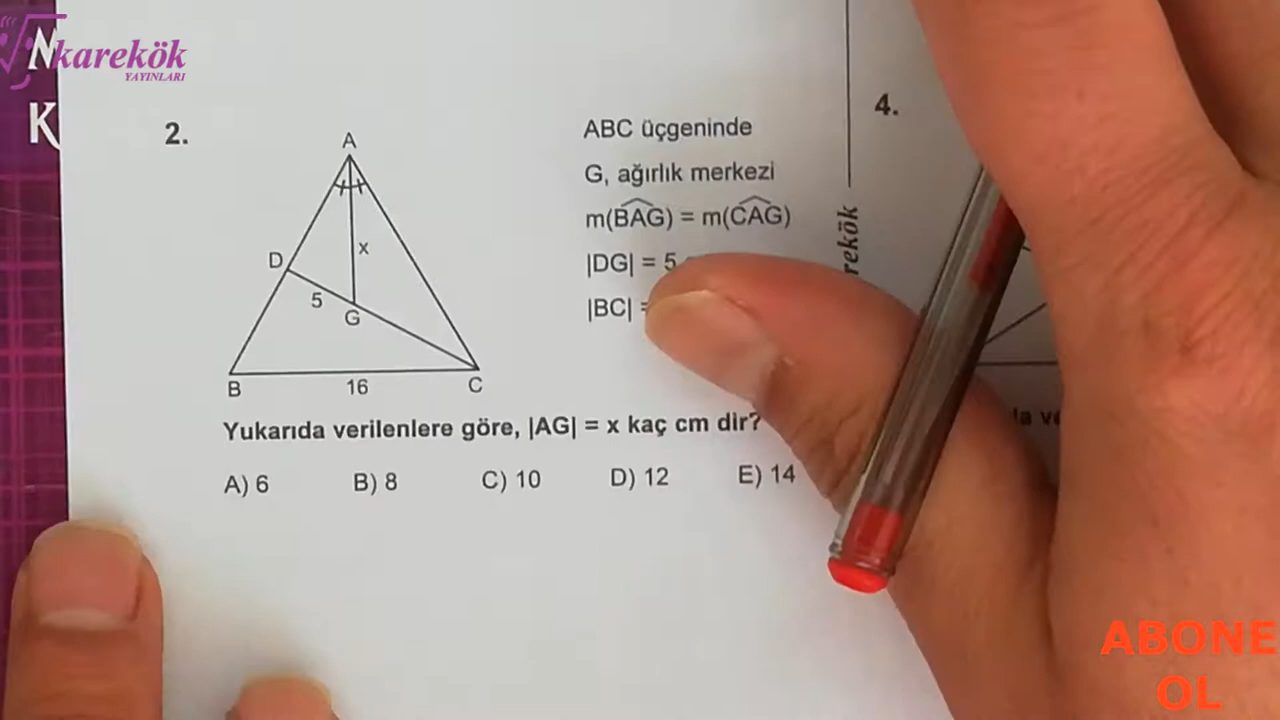 N
karekök
YAYINLARI
K
2.
A
x
D
5
G
B
16
C
ABC üçgeninde
G, ağırlık merkezi
m(BAG) = m(CAG)
|DG| = 5
|BC| =
Yukarıda verilenlere göre, |AG| = x kaç cm dir?
A) 6 B) 8 C) 10 D) 12 E) 14
4.
rekök
ABONE
OL